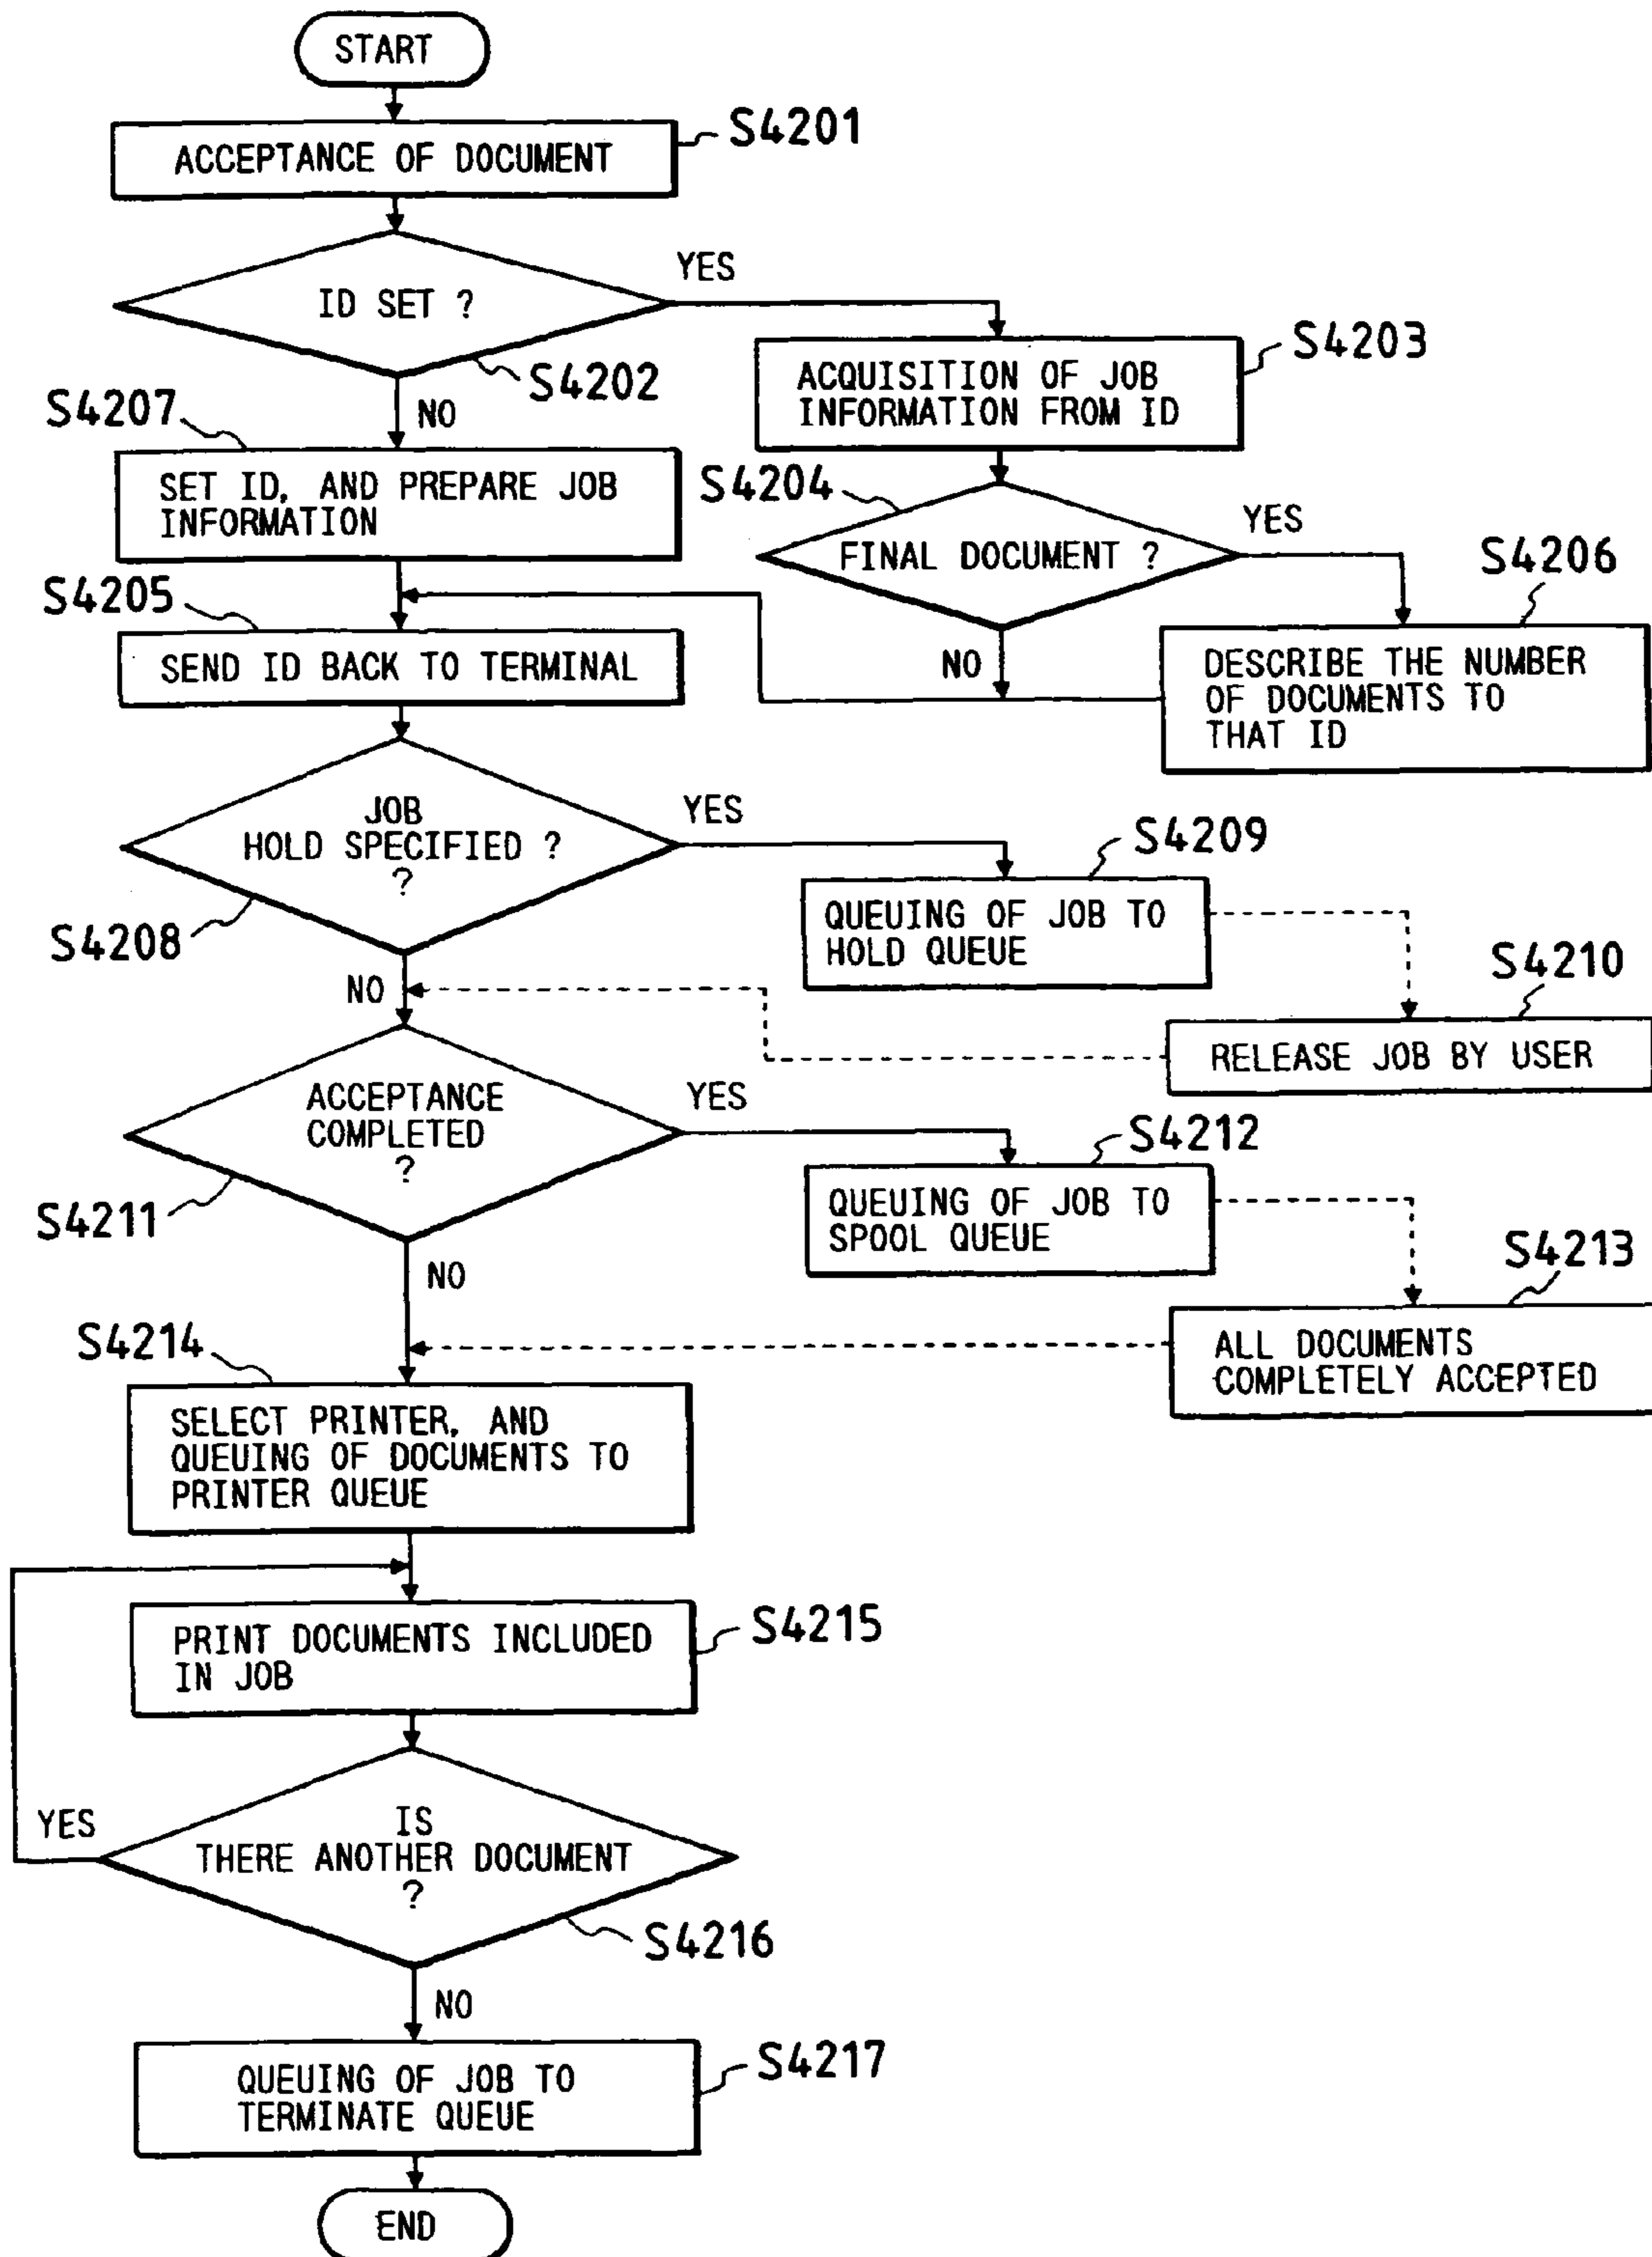 START
S4201
ACCEPTANCE OF DOCUMENT
YES
ID SET ?
S4202
S4203
ACQUISITION OF JOB
INFORMATION FROM ID
NO
S4207
SET ID, AND PREPARE JOB
INFORMATION
S4204
FINAL DOCUMENT ?
YES
S4206
NO
DESCRIBE THE NUMBER
OF DOCUMENTS TO
THAT ID
S4205
SEND ID BACK TO TERMINAL
JOB
HOLD SPECIFIED ?
?
YES
S4208
S4209
QUEUING OF JOB TO
HOLD QUEUE
S4210
RELEASE JOB BY USER
NO
ACCEPTANCE
COMPLETED
?
YES
S4211
S4212
QUEUING OF JOB TO
SPOOL QUEUE
S4213
ALL DOCUMENTS
COMPLETELY ACCEPTED
NO
S4214
SELECT PRINTER, AND
QUEUING OF DOCUMENTS TO
PRINTER QUEUE
S4215
PRINT DOCUMENTS INCLUDED
IN JOB
YES
IS
THERE ANOTHER DOCUMENT
?
S4216
NO
S4217
QUEUING OF JOB TO
TERMINATE QUEUE
END